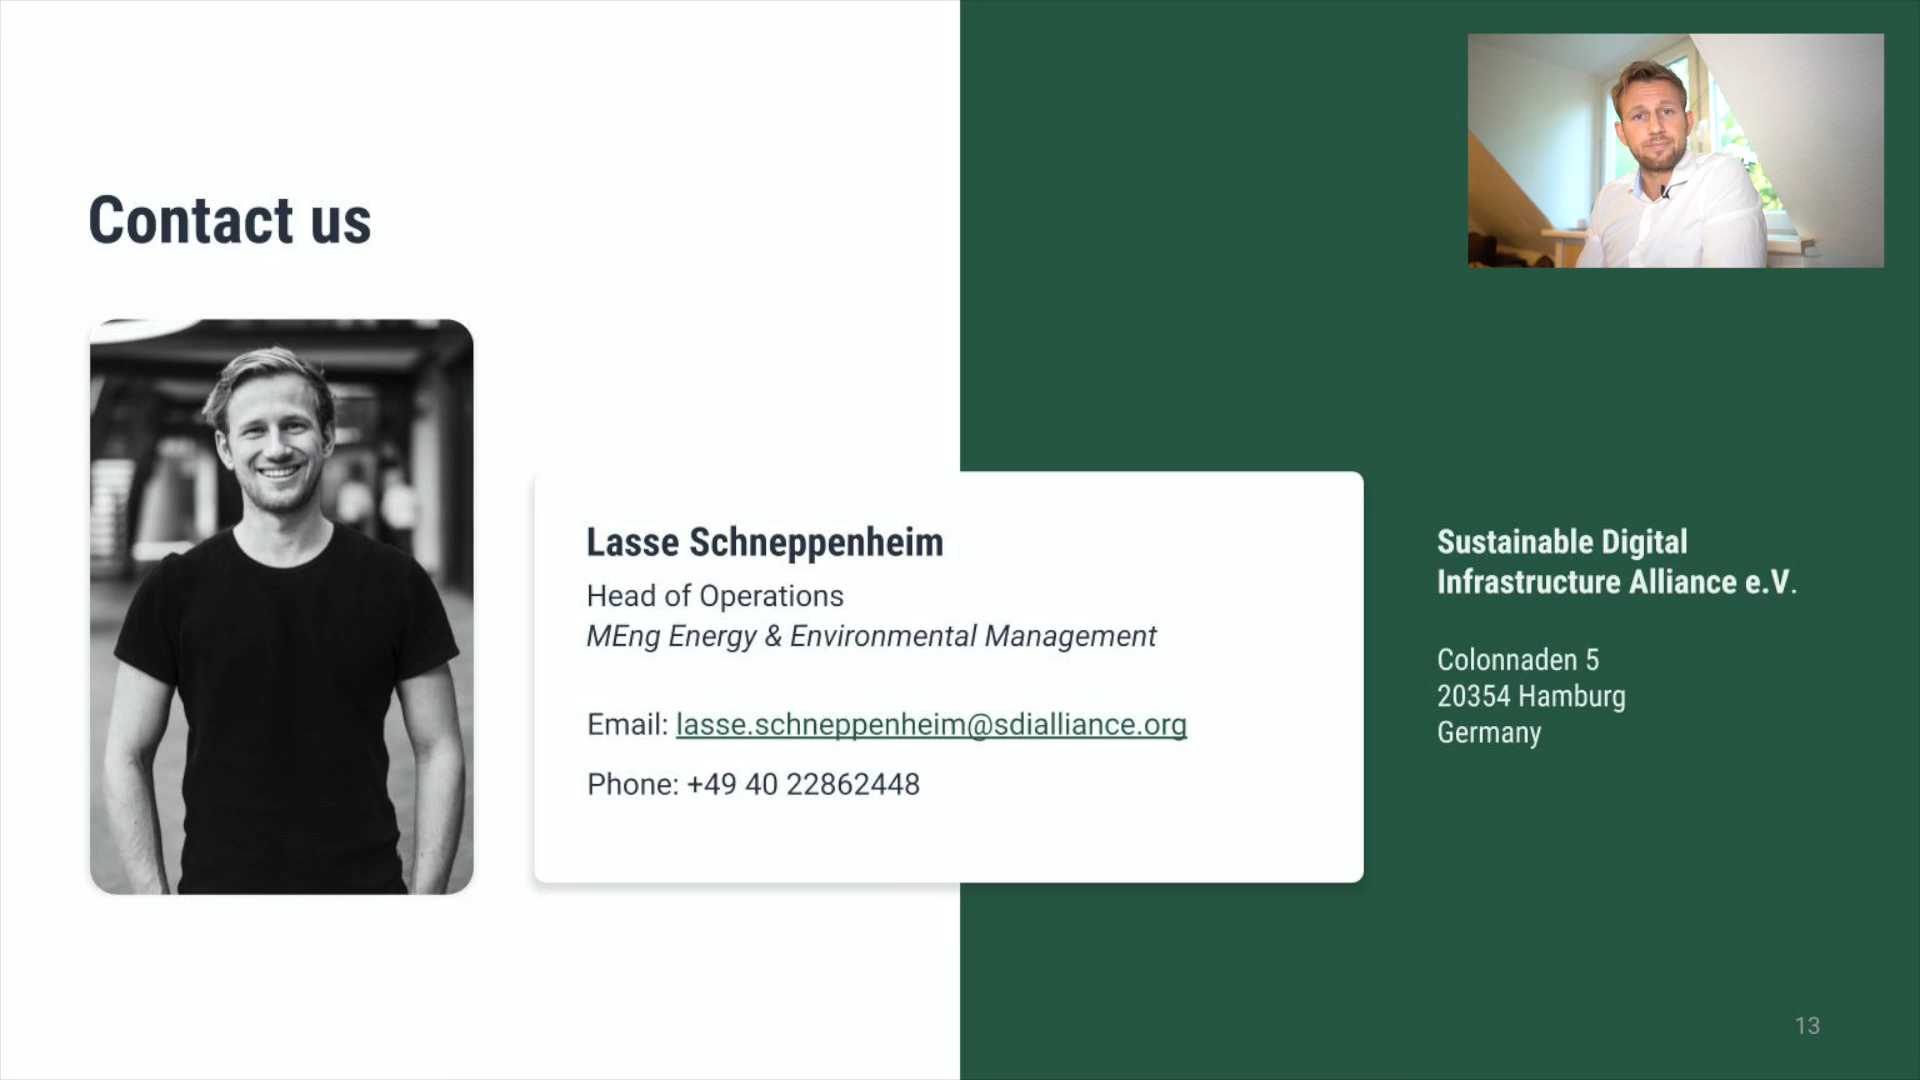 Contact us
Lasse Schneppenheim
Head of Operations
MEng Energy & Environmental Management
Email: lasse.schneppenheim@sdialliance.org
Phone: +49 40 22862448
Sustainable Digital
Infrastructure Alliance e.V.
Colonnaden 5
20354 Hamburg
Germany
13